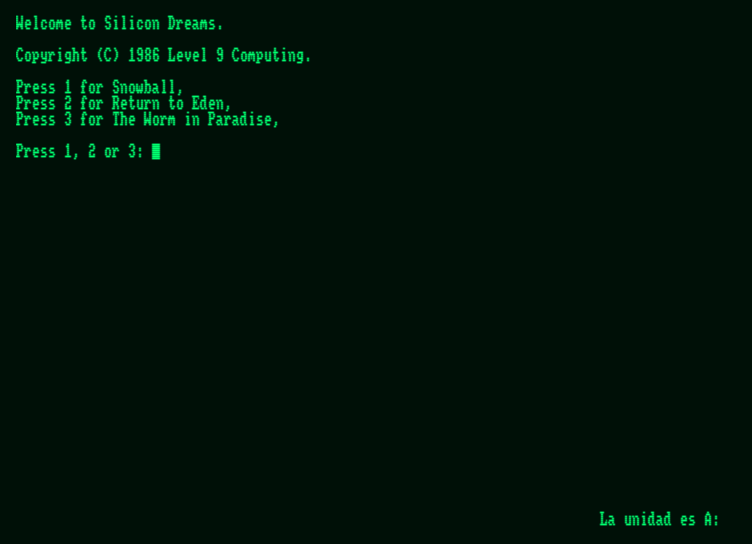 Welcome to Silicon Dreams.
Copyright (C) 1986 Level 9 Computing.
Press 1 for Snowball,
Press 2 for Return to Eden,
Press 3 for The Worm in Paradise,
Press 1, 2 or 3:
La unidad es A: